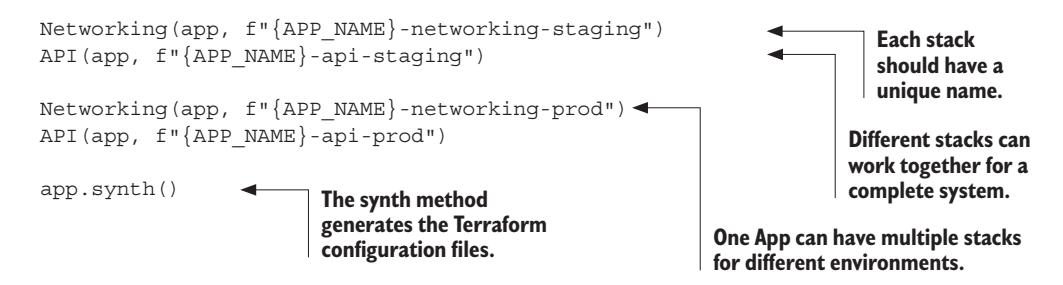 Networking(app, f"{APP_NAME}-networking-staging")
API(app, f"{APP_NAME}-api-staging")
Networking(app, f"{APP_NAME}-networking-prod")
API(app, f"{APP_NAME}-api-prod")
app.synth()
Each stack
should have a
unique name.
Different stacks can
work together for a
complete system.
The synth method
generates the Terraform
configuration files.
One App can have multiple stacks
for different environments.